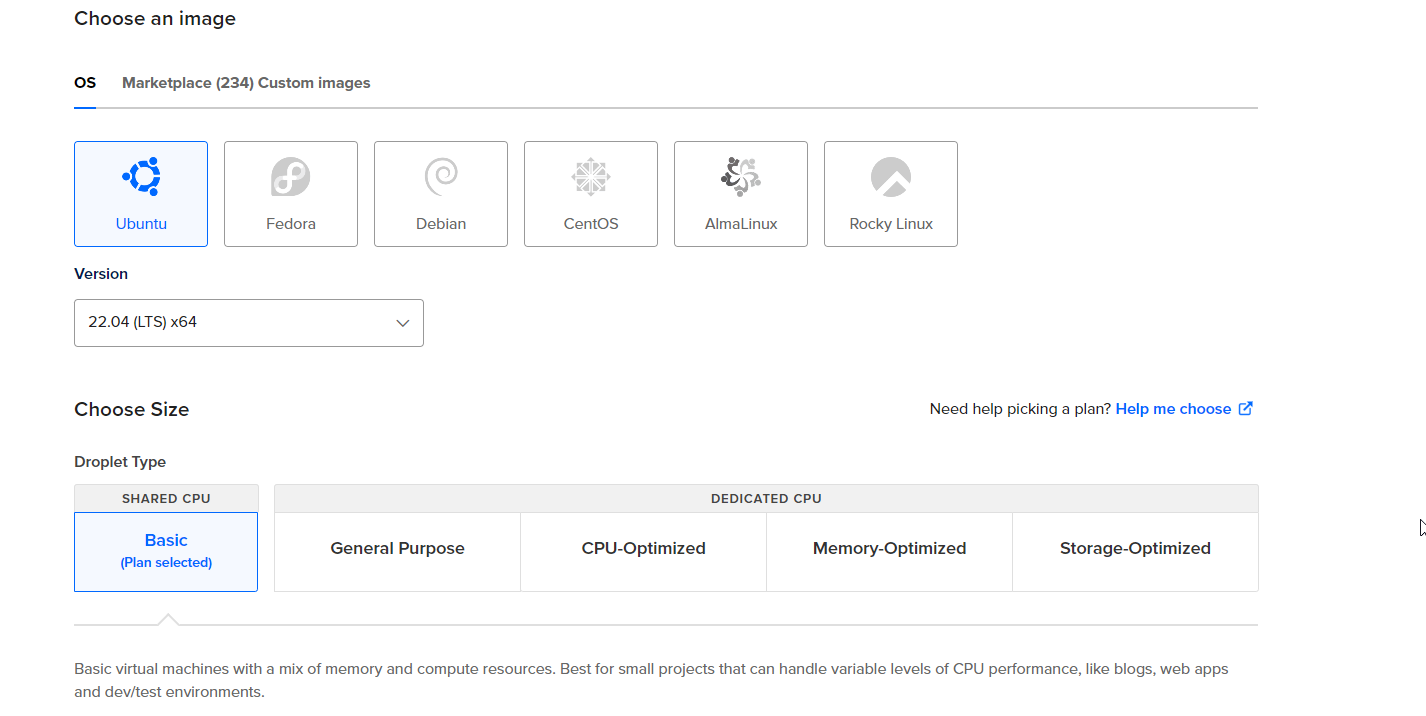 Choose an image
OS Marketplace (234) Custom images
Ubuntu Fedora Debian CentOS AlmaLinux Rocky Linux
Version
22.04 (LTS) x64
Choose Size Need help picking a plan? Help me choose
Droplet Type
SHARED CPU DEDICATED CPU
Basic
(Plan selected)
General Purpose CPU-Optimized Memory-Optimized Storage-Optimized
Basic virtual machines with a mix of memory and compute resources. Best for small projects that can handle variable levels of CPU performance, like blogs, web apps
and dev/test environments.